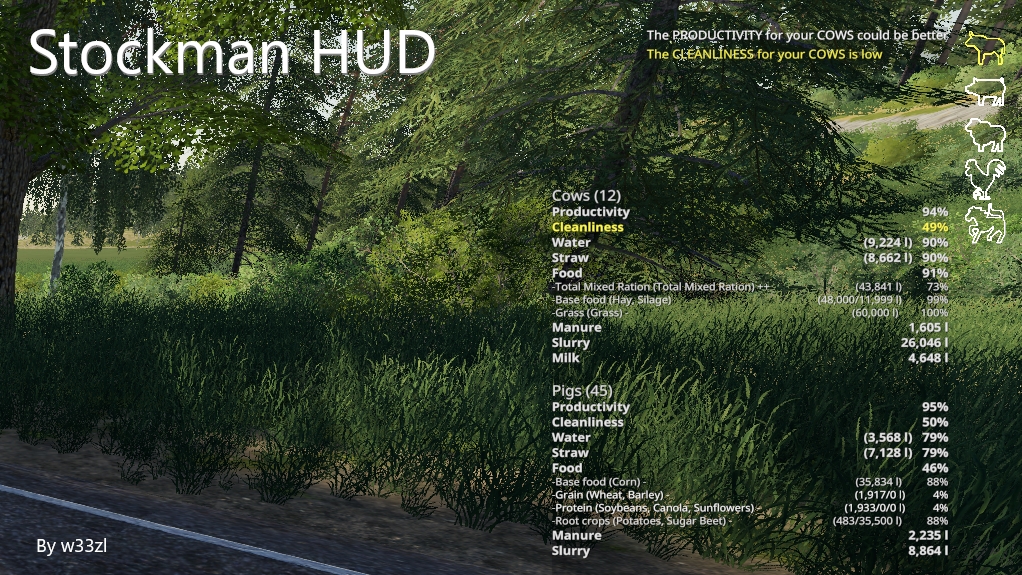 Stockman HUD
The PRODUCTIVITY for your COWS could be better
The CLEANLINESS for your COWS is low
Cows (12)
Productivity 94%
Cleanliness 49%
Water (9,224 l) 90%
Straw (8,662 l) 90%
Food 91%
-Total Mixed Ration (Total Mixed Ration) ++ (43,841 l) 73%
-Base food (Hay, Silage) (48,000/11,999 l) 99%
-Grass (Grass) - (60,000 l) 100%
Manure 1,605 l
Slurry 26,046 l
Milk 4,648 l
Pigs (45)
Productivity 95%
Cleanliness 50%
Water (3,568 l) 79%
Straw (7,128 l) 79%
Food 46%
-Base food (Corn) - (35,834 l) 88%
-Grain (Wheat, Barley) - (1,917/0 l) 4%
-Protein (Soybeans, Canola, Sunflowers) - (1,933/0/0 l) 4%
-Root crops (Potatoes, Sugar Beet) - (483/35,500 l) 88%
Manure 2,235 l
Slurry 8,864 l
By w33zl